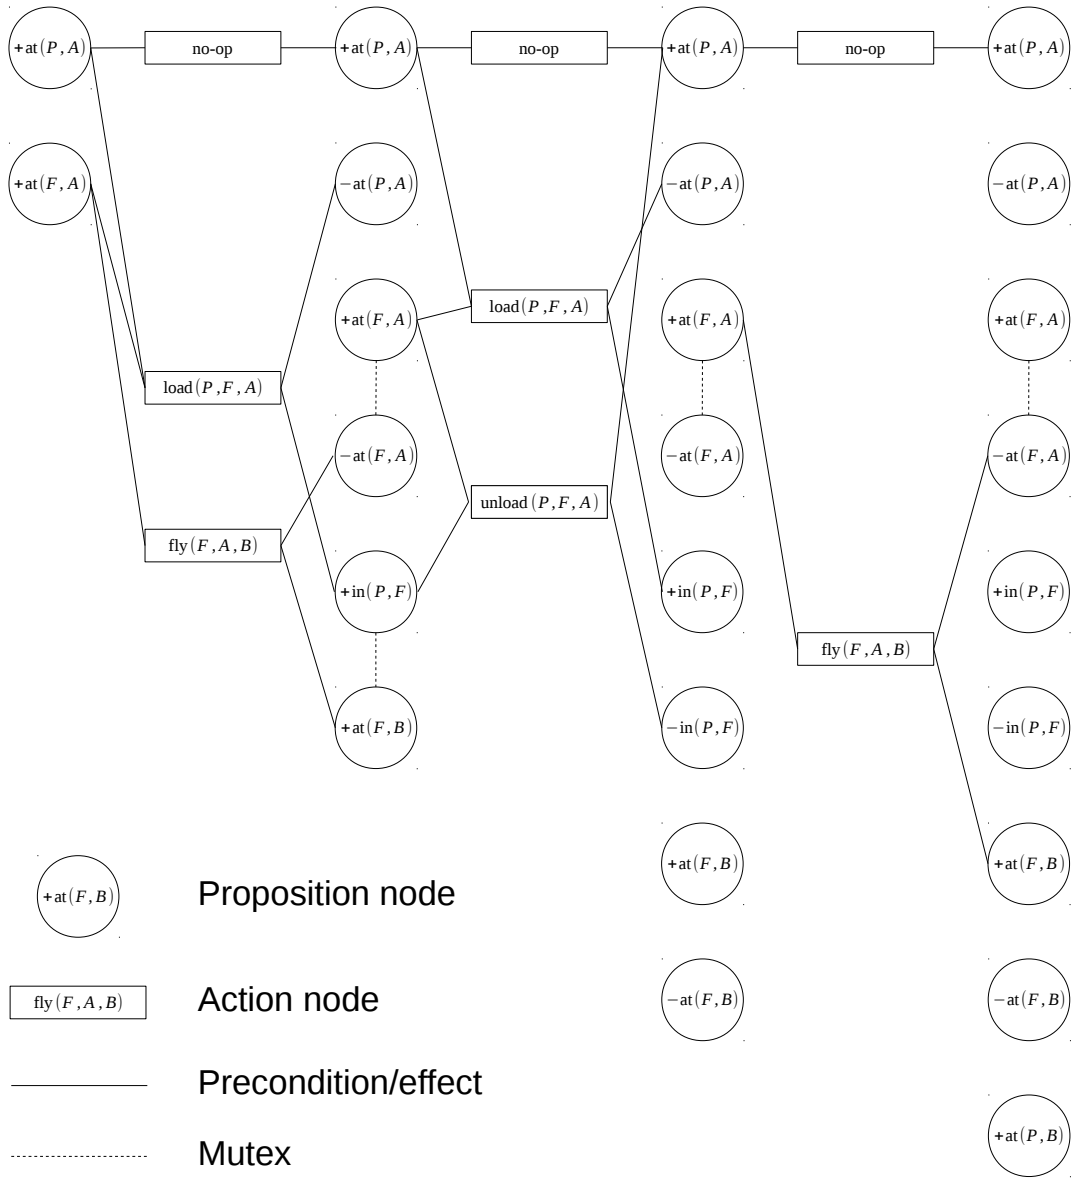 +at(P,A) no-op +at(P,A) no-op +at(P,A) no-op +at(P,A)
+at(F,A) −at(P,A) −at(P,A) −at(P,A)
+at(F,A) load(P,F,A) +at(F,A) +at(F,A)
load(P,F,A)
−at(F,A) −at(F,A) −at(F,A)
unload(P,F,A)
fly(F,A,B)
+in(P,F) +in(P,F) +in(P,F)
fly(F,A,B)
+at(F,B) −in(P,F) −in(P,F)
+at(F,B) +at(F,B)
+at(F,B) Proposition node
fly(F,A,B) Action node −at(F,B) −at(F,B)
Precondition/effect
+at(P,B)
Mutex